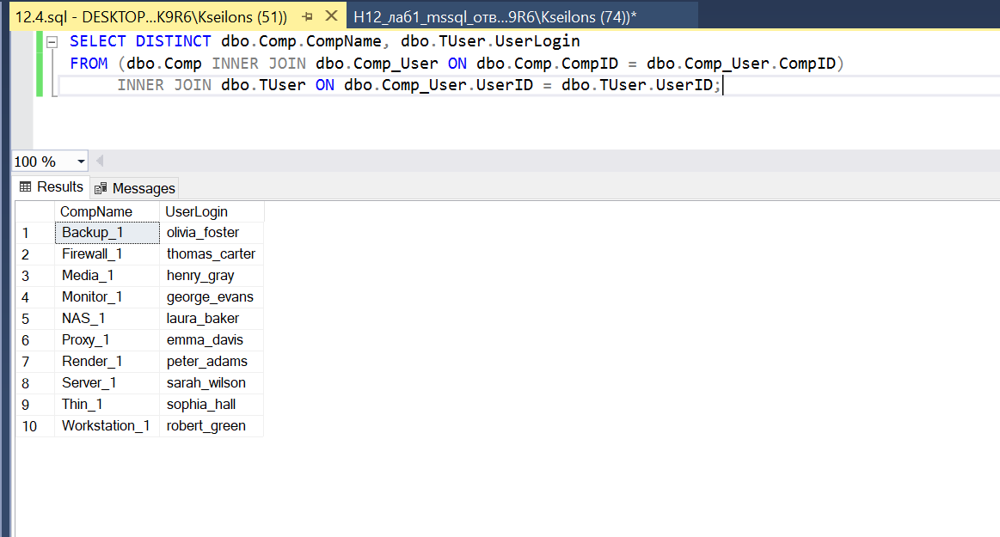 12.4.sql - DESKTOP...K9R6\Kseilons (51))
H12_ла61_mssql_отв...9R6\Kseilons (74))*
SELECT DISTINCT dbo.Comp.CompName, dbo.TUser.UserLogin
FROM (dbo.Comp INNER JOIN dbo.Comp_User ON dbo.Comp.CompID = dbo.Comp_User.CompID)
INNER JOIN dbo.TUser ON dbo.Comp_User.UserID = dbo.TUser.UserID;
100 %
Results Messages
CompName UserLogin
1 Backup_1 olivia_foster
2 Firewall_1 thomas_carter
3 Media_1 henry_gray
4 Monitor_1 george_evans
5 NAS_1 laura_baker
6 Proxy_1 emma_davis
7 Render_1 peter_adams
8 Server_1 sarah_wilson
9 Thin_1 sophia_hall
10 Workstation_1 robert_green